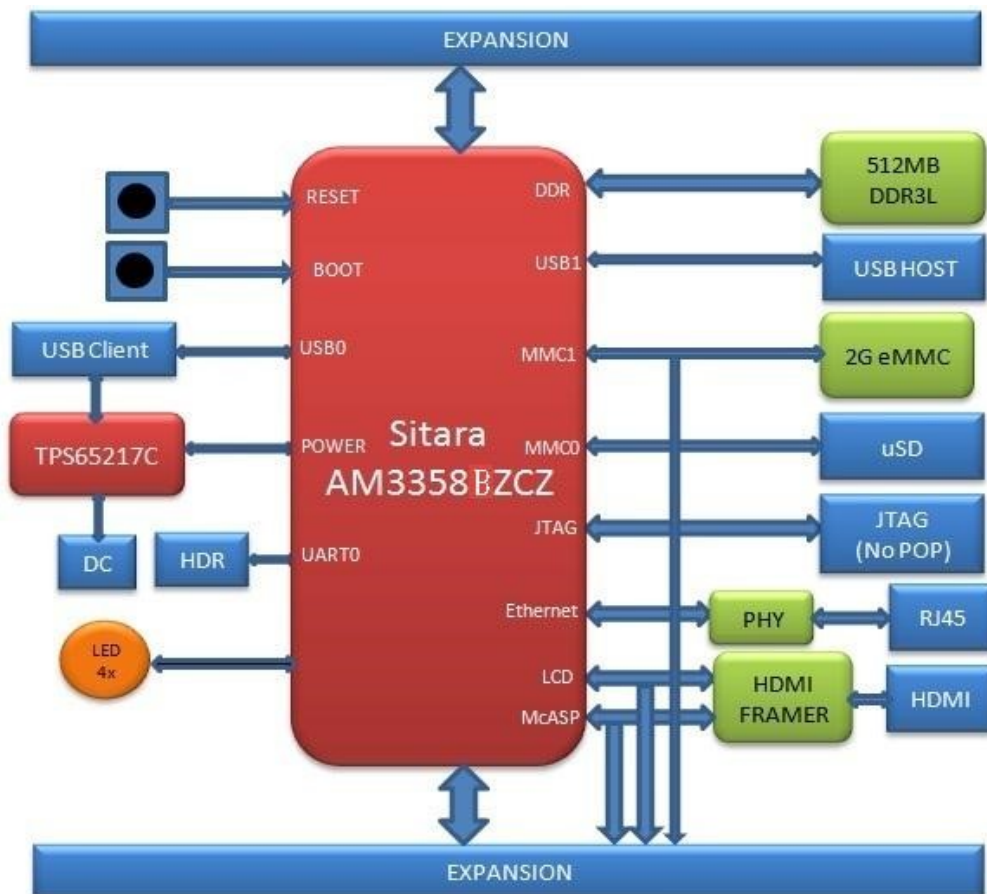 EXPANSION
RESET
DDR
512MB
DDR3L
BOOT
USB1
USB HOST
USB Client
USB0
MMC1
2G eMMC
TPS65217C
POWER
Sitara
AM3358BZCZ
MMC0
uSD
JTAG
JTAG
(No POP)
DC
HDR
UART0
Ethernet
PHY
RJ45
LED
4x
LCD
McASP
HDMI
FRAMER
HDMI
EXPANSION